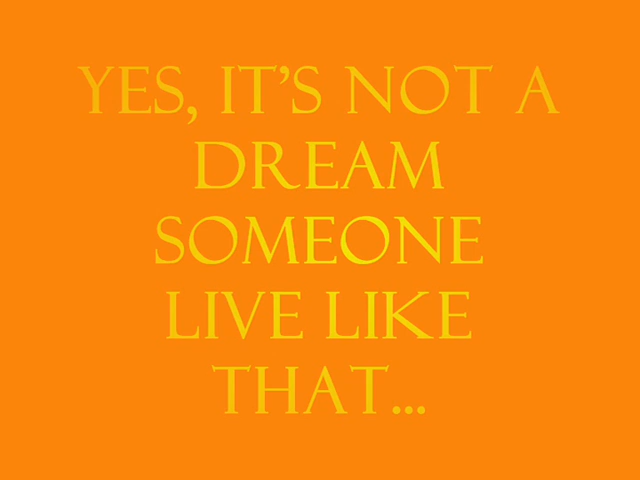 YES, IT'S NOT A
DREAM
SOMEONE
LIVE LIKE
THAT...